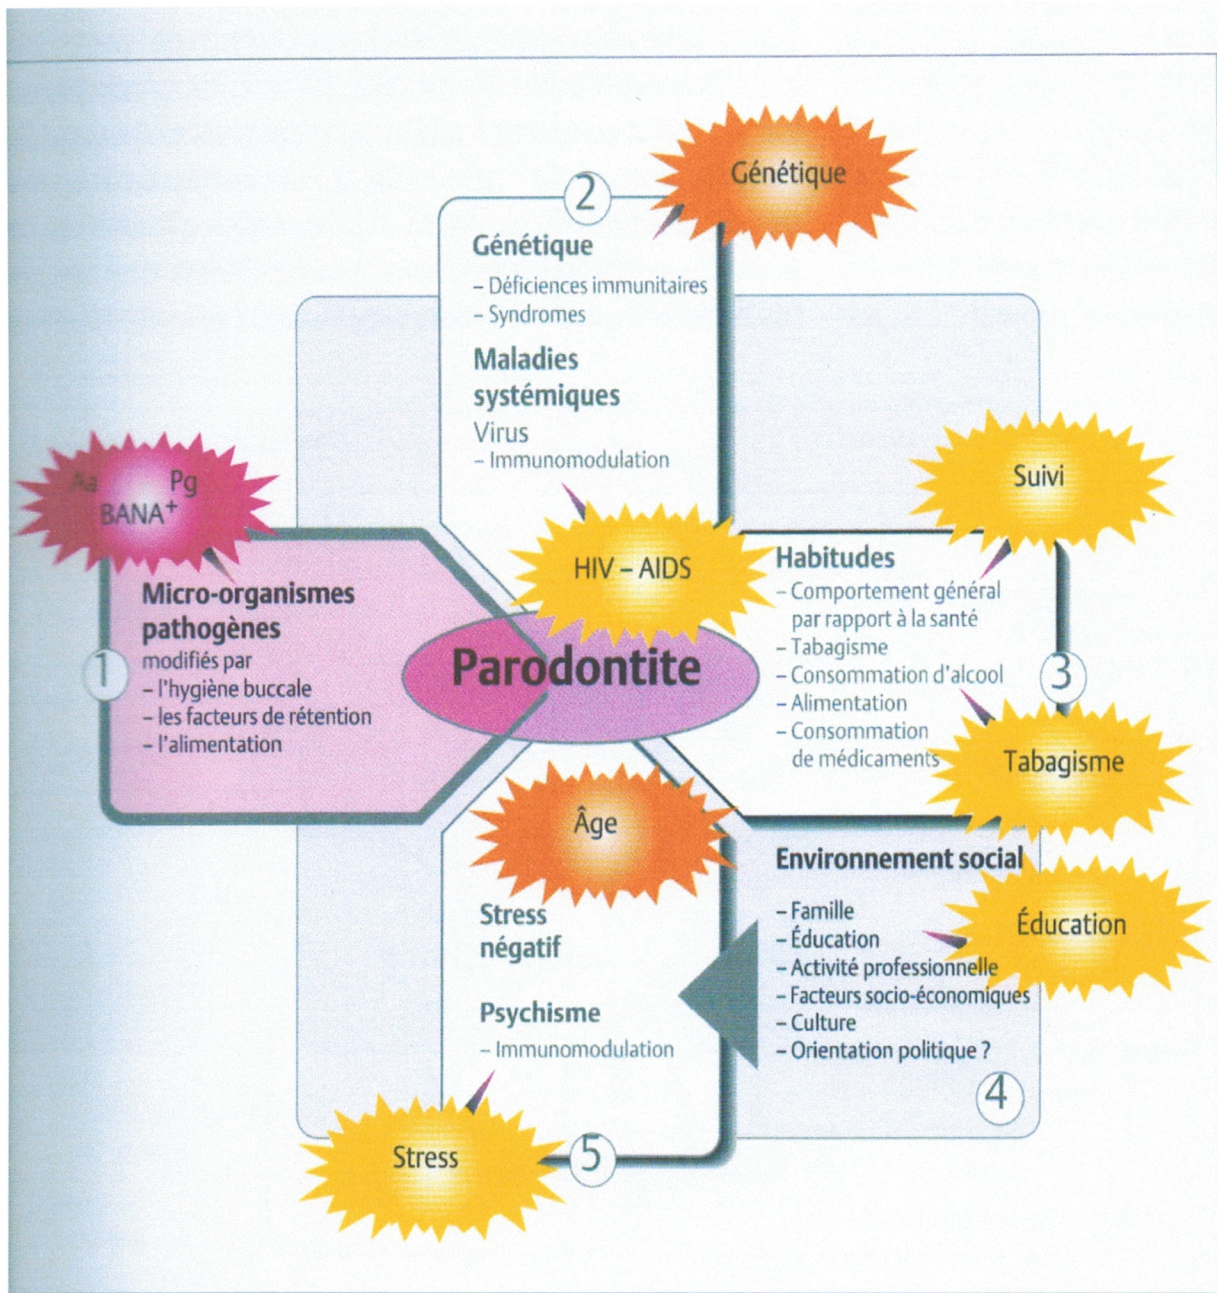 Génétique
2
Génétique
– Déficiences immunitaires
– Syndromes
Maladies
systémiques
Virus
– Immunomodulation
HIV – AIDS
Aa
Pg
BANA+
Micro-organismes
pathogènes
modifiés par
– l'hygiène buccale
– les facteurs de rétention
– l'alimentation
1
Parodontite
Suivi
Habitudes
– Comportement général
par rapport à la santé
– Tabagisme
– Consommation d'alcool
– Alimentation
– Consommation
de médicaments
3
Tabagisme
Âge
Stress
négatif
Psychisme
– Immunomodulation
Stress
5
Environnement social
– Famille
– Éducation
– Activité professionnelle
– Facteurs socio-économiques
– Culture
– Orientation politique ?
Éducation
4